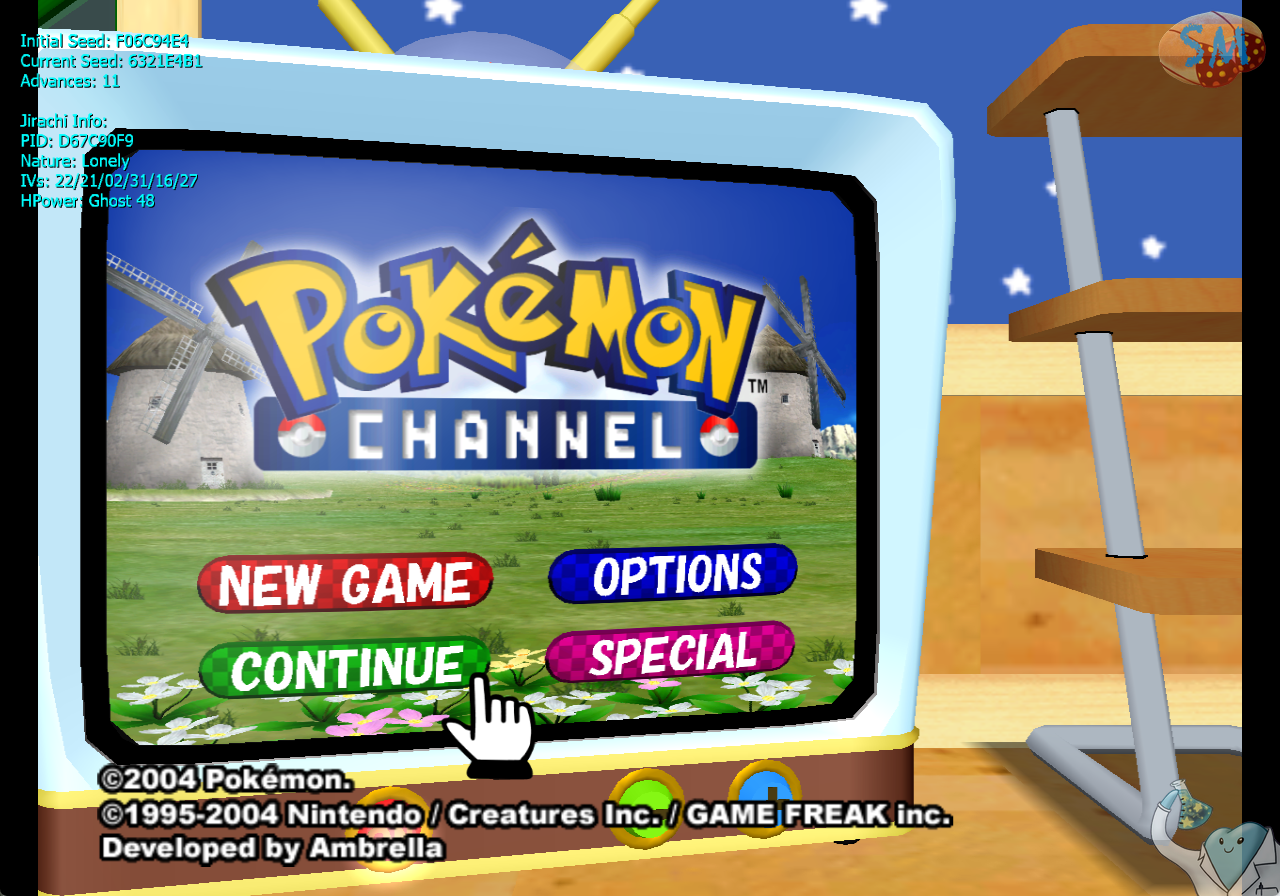 Initial Seed: F06C94E4
Current Seed: 6321E4B1
Advances: 11
Jirachi Info:
PID: D67C90F9
Nature: Lonely
IVs: 22/21/02/31/16/27
HPower: Ghost 48
SM
POKéMON
TM
CHANNEL
NEW GAME
OPTIONS
CONTINUE
SPECIAL
©2004 Pokémon.
©1995-2004 Nintendo / Creatures Inc. / GAME FREAK inc.
Developed by Ambrella